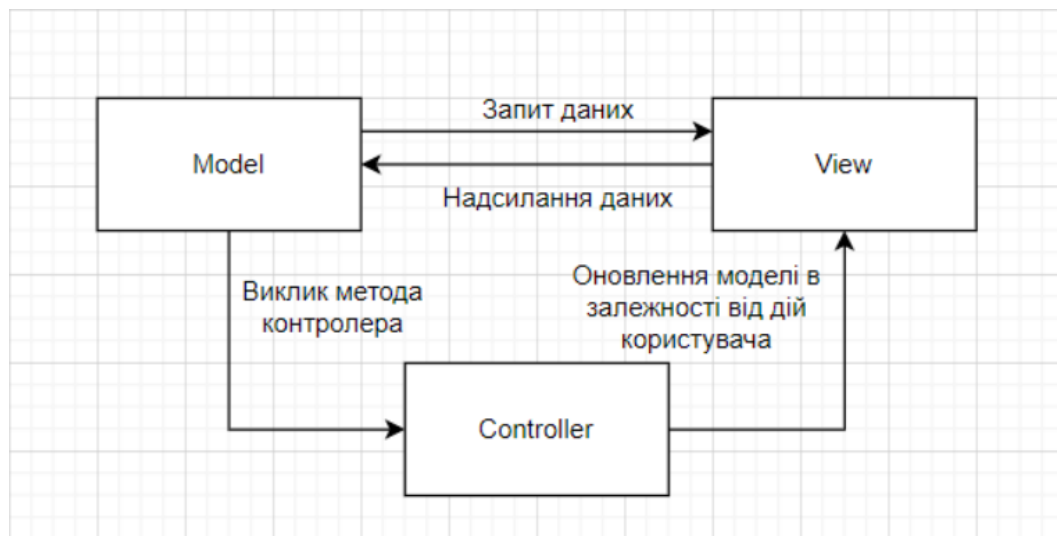 Запит даних
Model
View
Надсилання даних
Виклик метода
контролера
Оновлення моделі в
залежності від дій
користувача
Controller